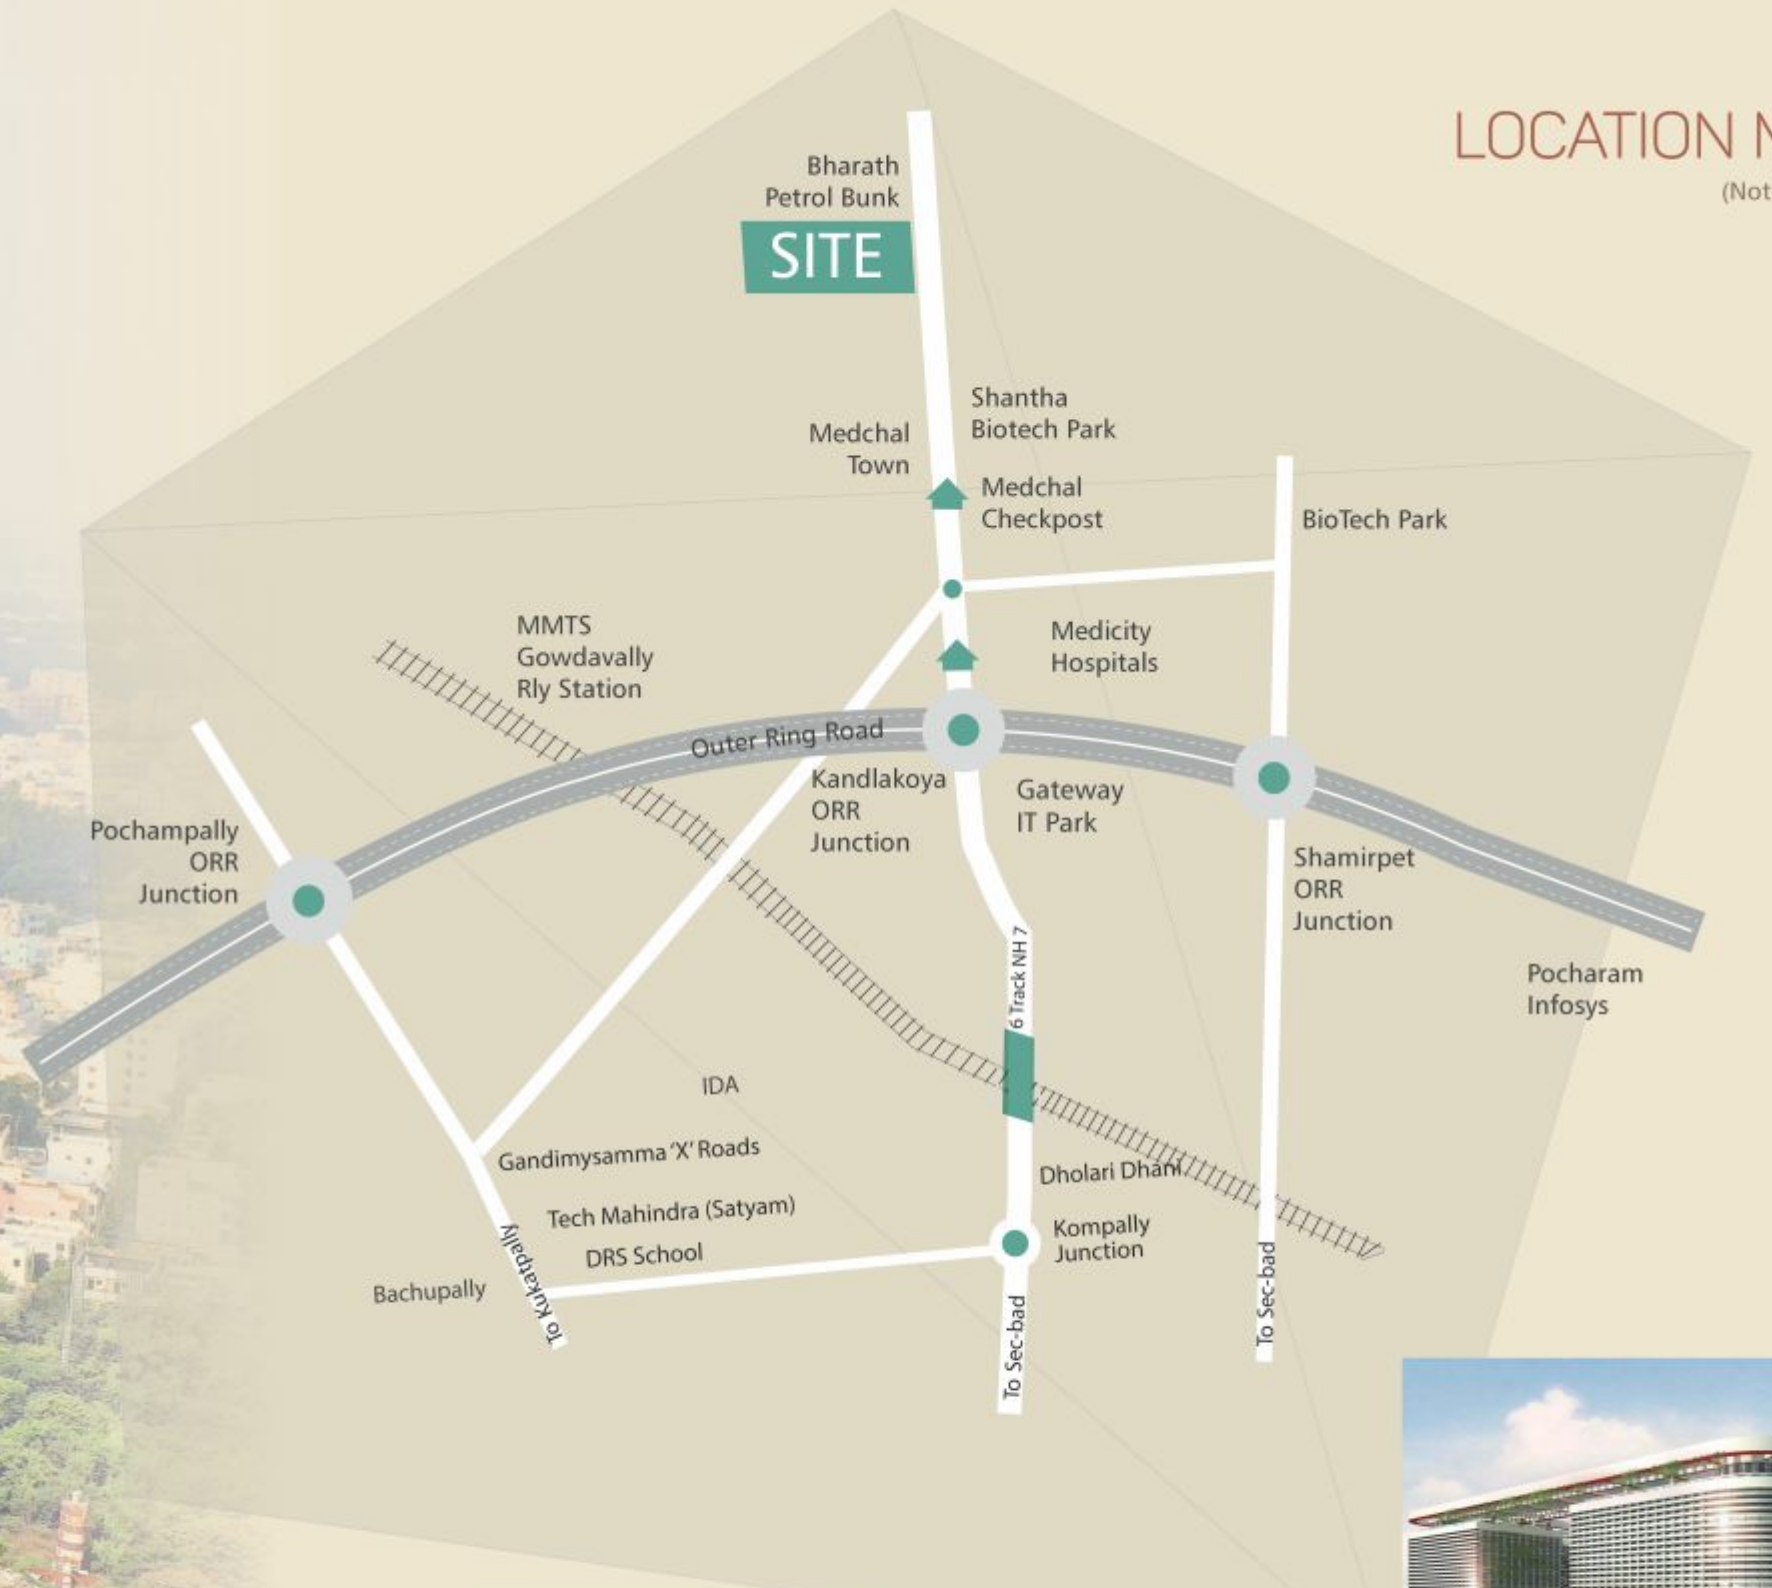 LOCATION
(Not
Bharath
Petrol Bunk
SITE
Shantha
Biotech Park
Medchal
Town
Medchal
Checkpost
BioTech Park
MMTS
Gowdavally
Rly Station
Medicity
Hospitals
Outer Ring Road
Kandlakoya
ORR
Junction
Gateway
IT Park
Pochampally
ORR
Junction
Shamirpet
ORR
Junction
6 Track NH 7
Pocharam
Infosys
IDA
Gandimysamma 'X' Roads
Dholari Dhani
Tech Mahindra (Satyam)
DRS School
Kompally
Junction
Bachupally
To Kukatpally
To Sec-bad
To Sec-bad